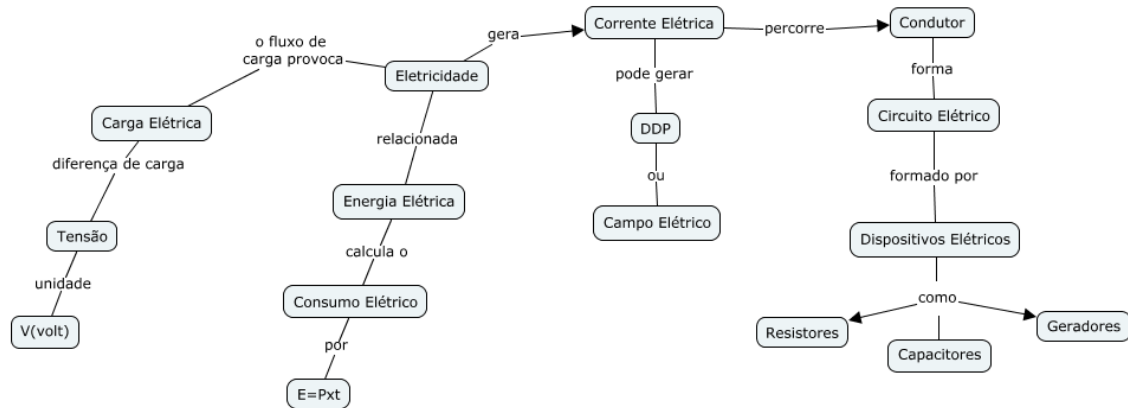 Corrente Elétrica
percorre
Condutor
gera
o fluxo de
carga provoca
Eletricidade
pode gerar
forma
Carga Elétrica
DDP
Circuito Elétrico
relacionada
diferença de carga
ou
formado por
Energia Elétrica
Campo Elétrico
Tensão
Dispositivos Elétricos
calcula o
unidade
Consumo Elétrico
como
V(volt)
Resistores
Geradores
por
Capacitores
E=Pxt